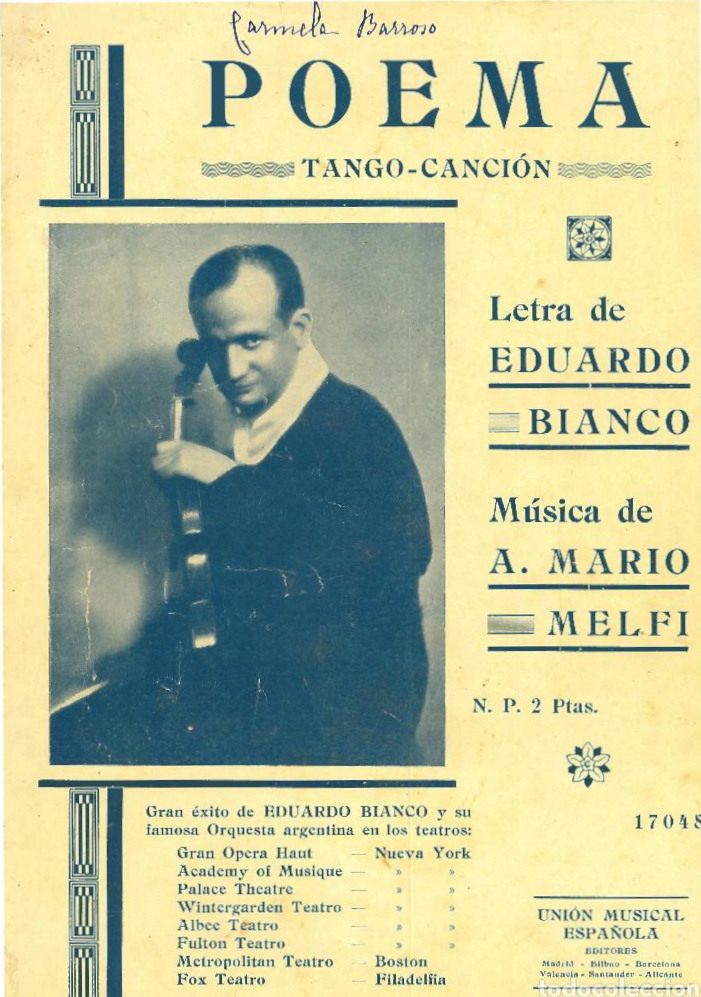 Carmela Barroso
POEMA
TANGO-CANCIÓN
Letra de
EDUARDO
BIANCO
Música de
A. MARIO
MELFI
N. P. 2 Ptas.
Gran éxito de EDUARDO BIANCO y su
famosa Orquesta argentina en los teatros:
Gran Opera Haut — Nueva York
Academy of Musique — » »
Palace Theatre — » »
Wintergarden Teatro — » »
Albee Teatro — » »
Fulton Teatro — » »
Metropolitan Teatro — Boston
Fox Teatro — Filadelfia
17048
UNIÓN MUSICAL
ESPAÑOLA
EDITORES
Madrid - Bilbao - Barcelona
Valencia - Santander - Alicante
todocoleccion